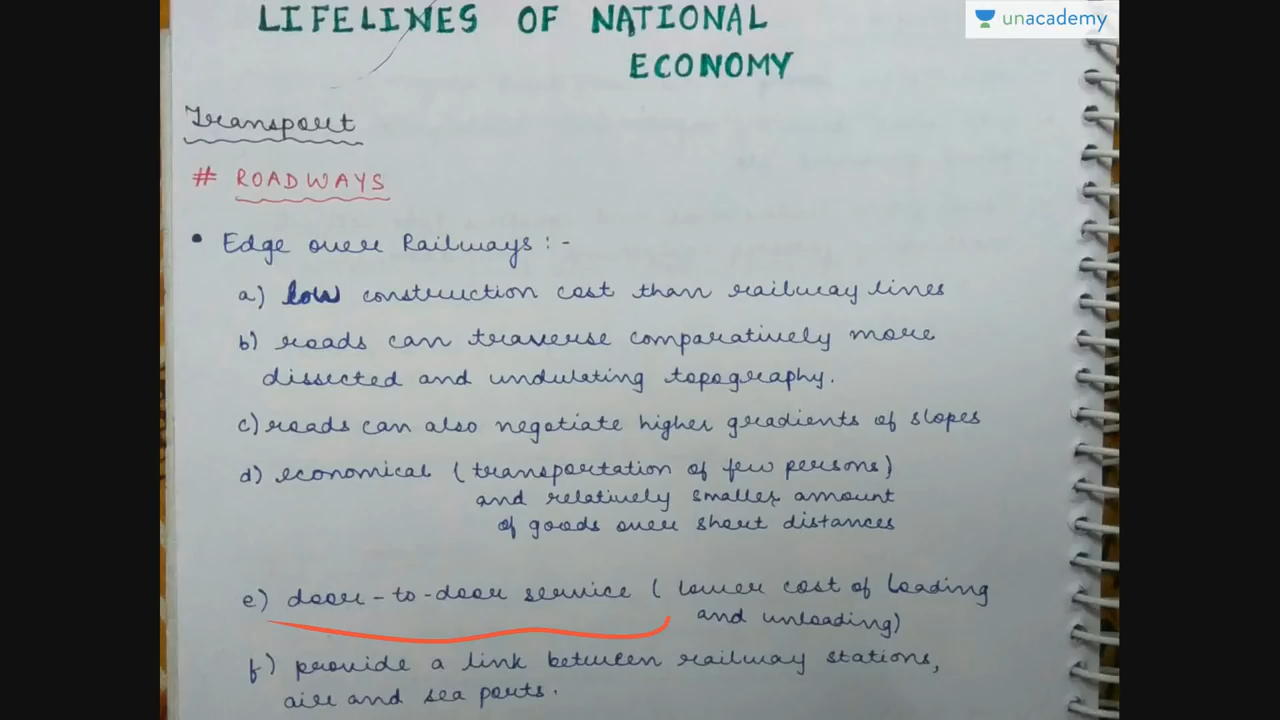 LIFELINES OF NATIONAL
ECONOMY
unacademy
Transport
# ROADWAYS
• Edge over Railways :-
a) low construction cost than railway lines
b) roads can traverse comparatively more
dissected and undulating topography.
c) roads can also negotiate higher gradients of slopes
d) economical ( transportation of few persons)
and relatively smaller amount
of goods over short distances
e) door-to-door service ( lower cost of loading
and unloading)
f) provide a link between railway stations,
air and sea ports.